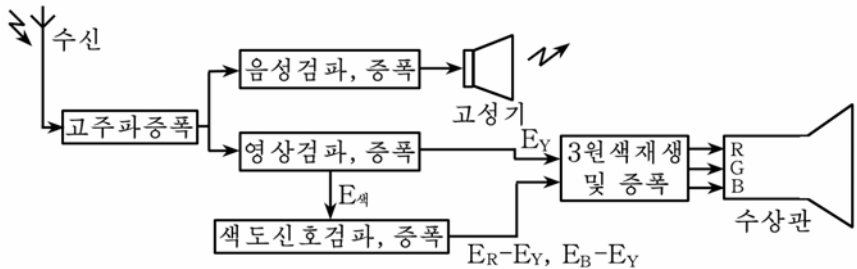 수신
음성검파, 증폭
고성기
고주파증폭
영상검파, 증폭
E_Y
3원색재생
및 증폭
R
G
B
수상관
E색
색도신호검파, 증폭
E_R-E_Y, E_B-E_Y